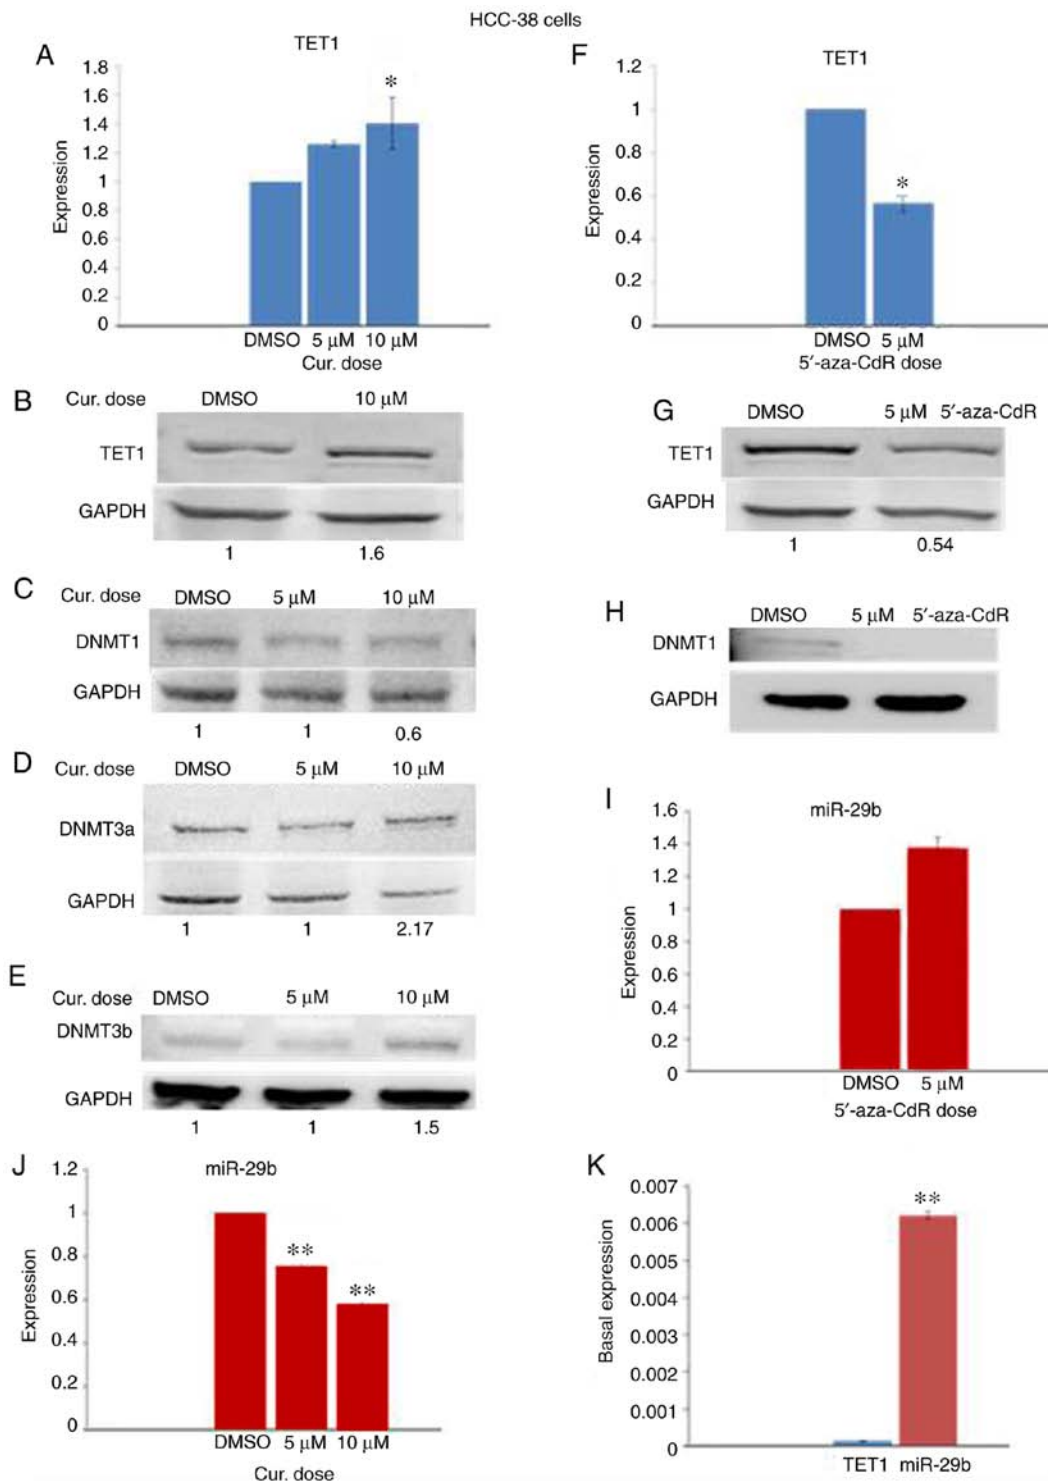 HCC-38 cells
A
TET1
*
1.8
1.6
1.4
1.2
1
0.8
0.6
0.4
0.2
0
Expression
DMSO 5 μM 10 μM
Cur. dose
F
TET1
*
1.2
1
0.8
0.6
0.4
0.2
0
Expression
DMSO 5 μM
5′-aza-CdR dose
B
Cur. dose DMSO 10 μM
TET1
GAPDH
1 1.6
G
DMSO 5 μM 5′-aza-CdR
TET1
GAPDH
1 0.54
C
Cur. dose DMSO 5 μM 10 μM
DNMT1
GAPDH
1 1 0.6
H
DMSO 5 μM 5′-aza-CdR
DNMT1
GAPDH
D
Cur. dose DMSO 5 μM 10 μM
DNMT3a
GAPDH
1 1 2.17
I
miR-29b
1.6
1.4
1.2
1
0.8
0.6
0.4
0.2
0
Expression
DMSO 5 μM
5′-aza-CdR dose
E
Cur. dose DMSO 5 μM 10 μM
DNMT3b
GAPDH
1 1 1.5
J
miR-29b
** **
1.2
1
0.8
0.6
0.4
0.2
0
Expression
DMSO 5 μM 10 μM
Cur. dose
K
**
0.007
0.006
0.005
0.004
0.003
0.002
0.001
0
Basal expression
TET1 miR-29b